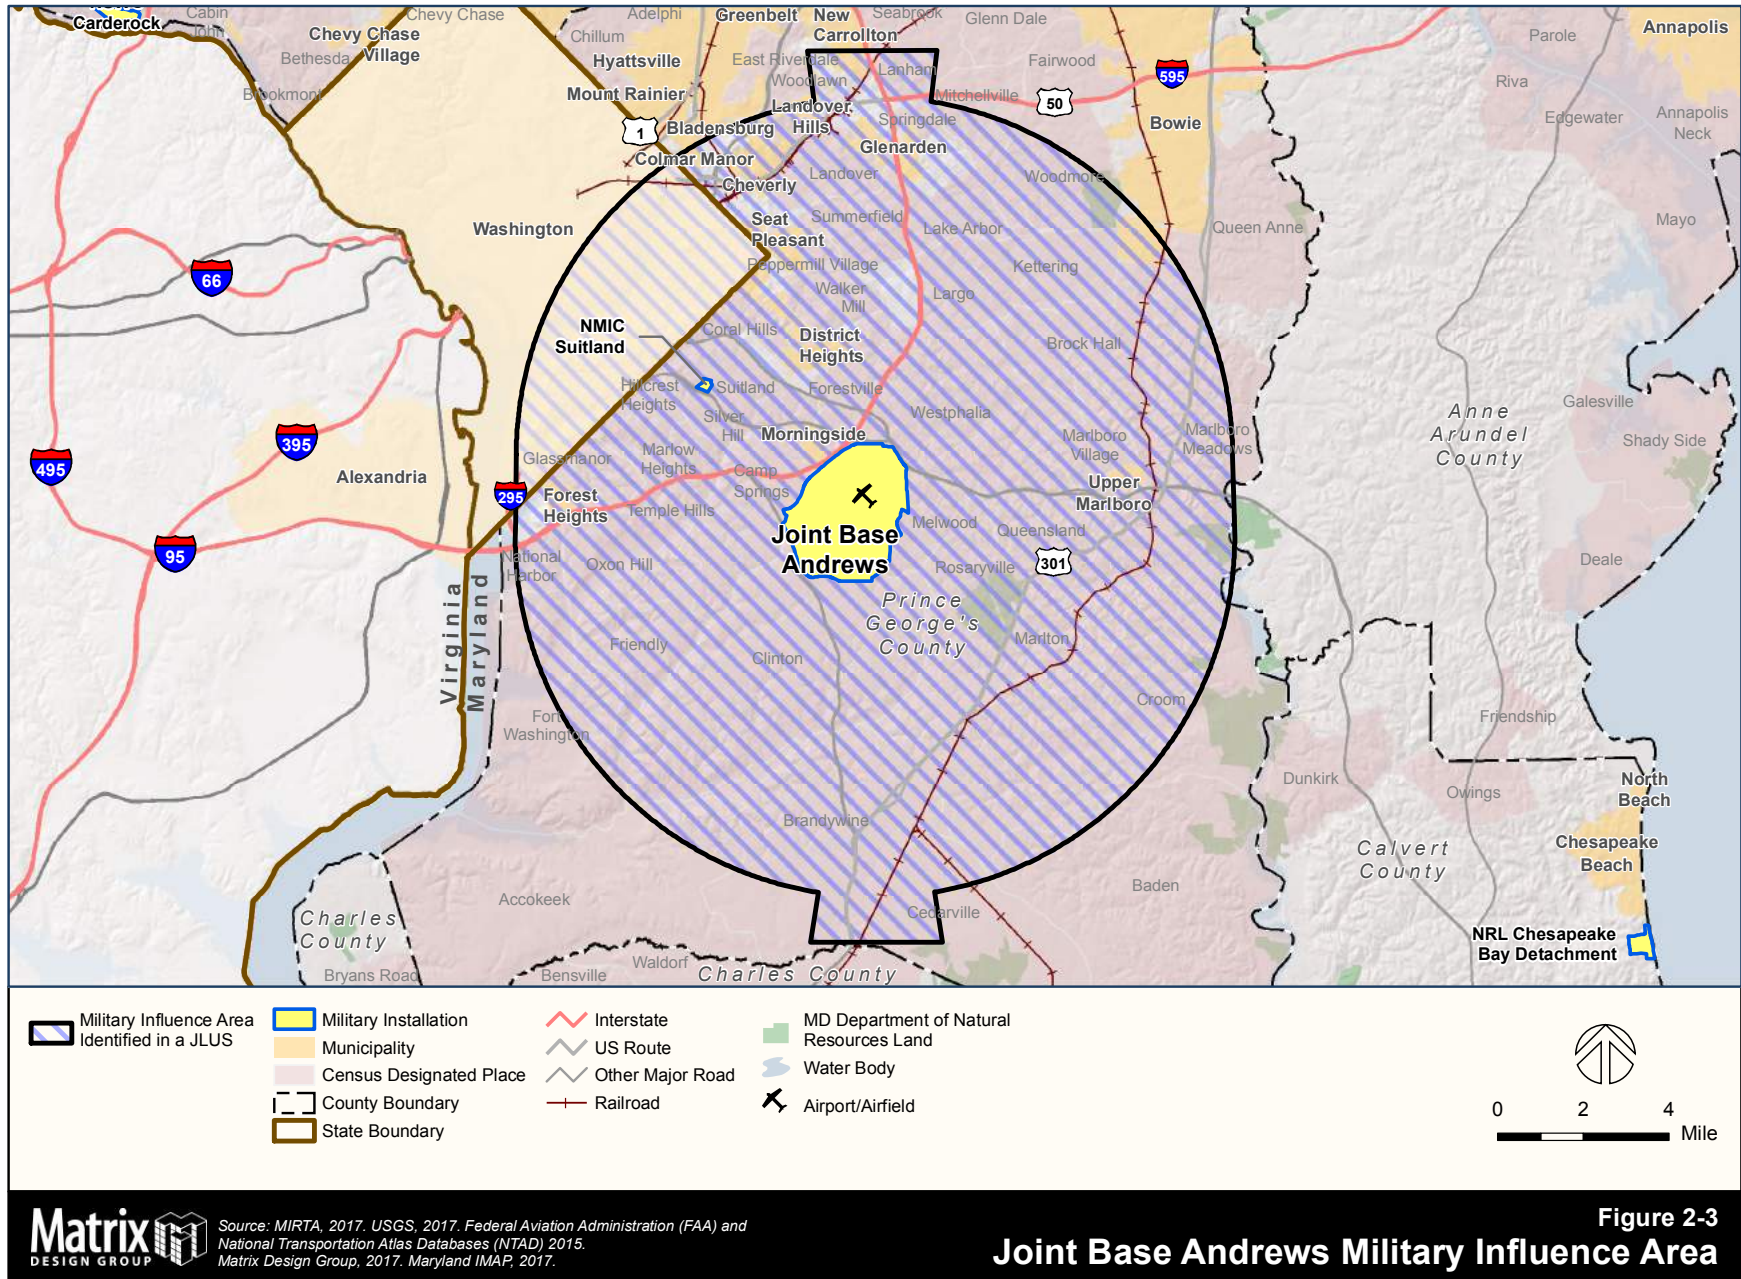 Carderock
Cabin
John
Chevy Chase
Chevy Chase
Village
Bethesda
Brookmont
Adelphi
Chillum
Hyattsville
Mount Rainier
Greenbelt
New
Carrollton
Seabrook
Glenn Dale
East Riverdale
Woodlawn
Lanham
Fairwood
595
Parole
Annapolis
Riva
Mitchellville
50
Landover
Hills
Springdale
Bowie
Edgewater
Annapolis
Neck
1
Bladensburg
Colmar Manor
Glenarden
Cheverly
Landover
Woodmore
Washington
Seat
Pleasant
Summerfield
Lake Arbor
Queen Anne
Mayo
66
Peppermill Village
Kettering
Walker
Mill
Largo
NMIC
Suitland
Coral Hills
District
Heights
Brock Hall
Hillcrest
Heights
Suitland
Forestville
Galesville
Silver
Hill
Westphalia
Anne
Arundel
County
Shady Side
395
495
Alexandria
Morningside
Marlboro
Village
Marlboro
Meadows
Glassmanor
Marlow
Heights
Camp
Springs
295
Forest
Heights
Temple Hills
Upper
Marlboro
Melwood
Queensland
Joint Base
Andrews
95
National
Harbor
Oxon Hill
Rosaryville
301
Deale
Virginia
Maryland
Prince
George's
County
Friendly
Clinton
Marlton
Croom
Fort
Washington
Friendship
Dunkirk
Owings
North
Beach
Brandywine
Calvert
County
Chesapeake
Beach
Accokeek
Baden
Charles
County
Cedarville
NRL Chesapeake
Bay Detachment
Bryans Road
Bensville
Waldorf
Charles County
Military Influence Area
Identified in a JLUS
Military Installation
Municipality
Census Designated Place
County Boundary
State Boundary
Interstate
US Route
Other Major Road
Railroad
MD Department of Natural
Resources Land
Water Body
Airport/Airfield
0 2 4
Mile
Matrix
DESIGN GROUP
Source: MIRTA, 2017. USGS, 2017. Federal Aviation Administration (FAA) and
National Transportation Atlas Databases (NTAD) 2015.
Matrix Design Group, 2017. Maryland IMAP, 2017.
Figure 2-3
Joint Base Andrews Military Influence Area